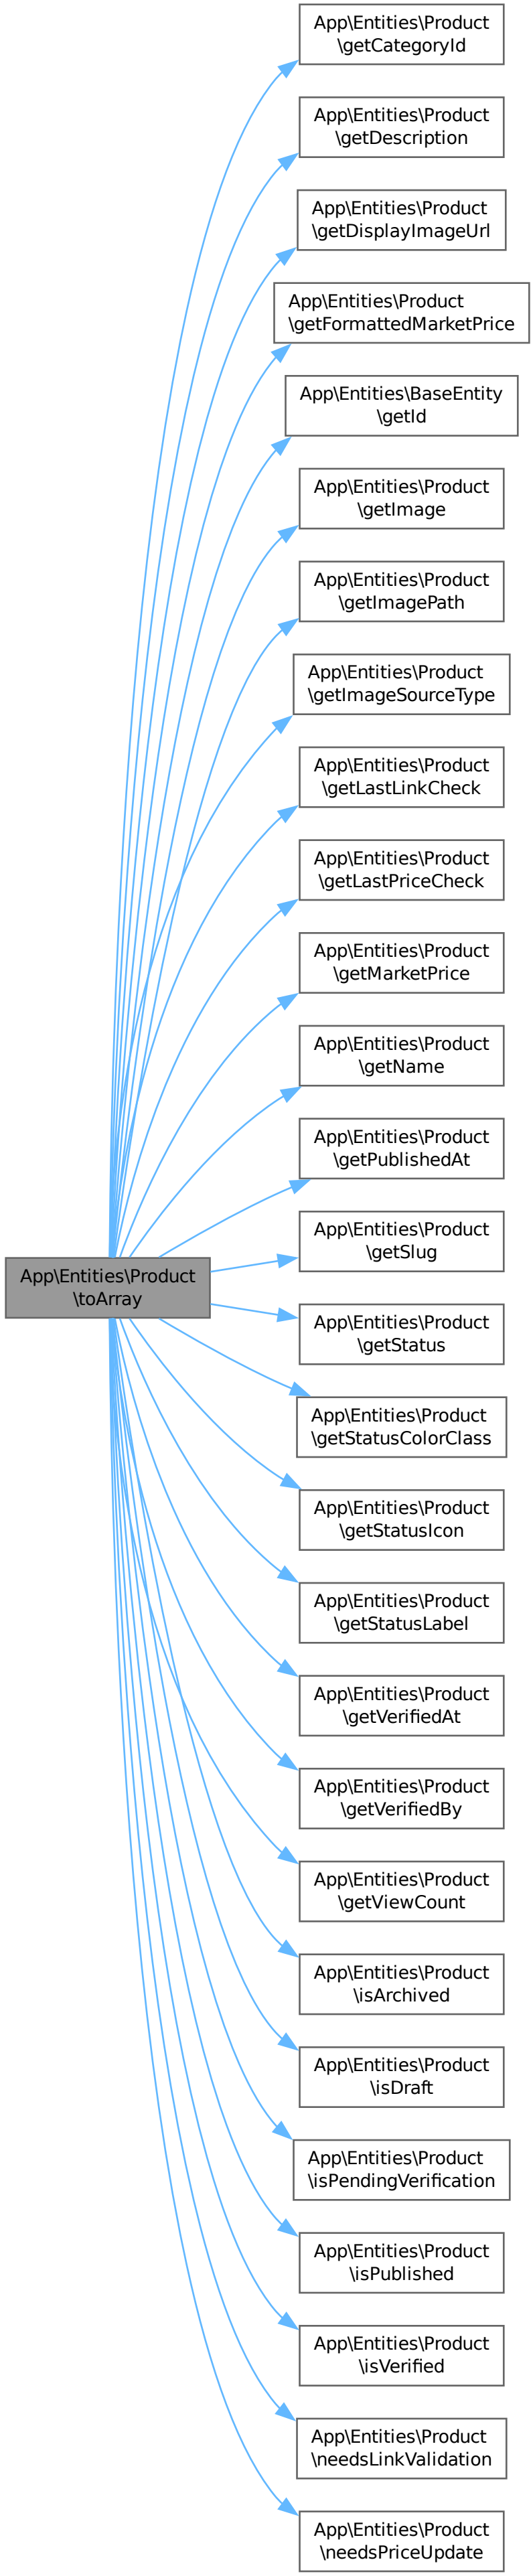 App\Entities\Product
\getCategoryId
App\Entities\Product
\getDescription
App\Entities\Product
\getDisplayImageUrl
App\Entities\Product
\getFormattedMarketPrice
App\Entities\BaseEntity
\getId
App\Entities\Product
\getImage
App\Entities\Product
\getImagePath
App\Entities\Product
\getImageSourceType
App\Entities\Product
\getLastLinkCheck
App\Entities\Product
\getLastPriceCheck
App\Entities\Product
\getMarketPrice
App\Entities\Product
\getName
App\Entities\Product
\getPublishedAt
App\Entities\Product
\getSlug
App\Entities\Product
\toArray
App\Entities\Product
\getStatus
App\Entities\Product
\getStatusColorClass
App\Entities\Product
\getStatusIcon
App\Entities\Product
\getStatusLabel
App\Entities\Product
\getVerifiedAt
App\Entities\Product
\getVerifiedBy
App\Entities\Product
\getViewCount
App\Entities\Product
\isArchived
App\Entities\Product
\isDraft
App\Entities\Product
\isPendingVerification
App\Entities\Product
\isPublished
App\Entities\Product
\isVerified
App\Entities\Product
\needsLinkValidation
App\Entities\Product
\needsPriceUpdate